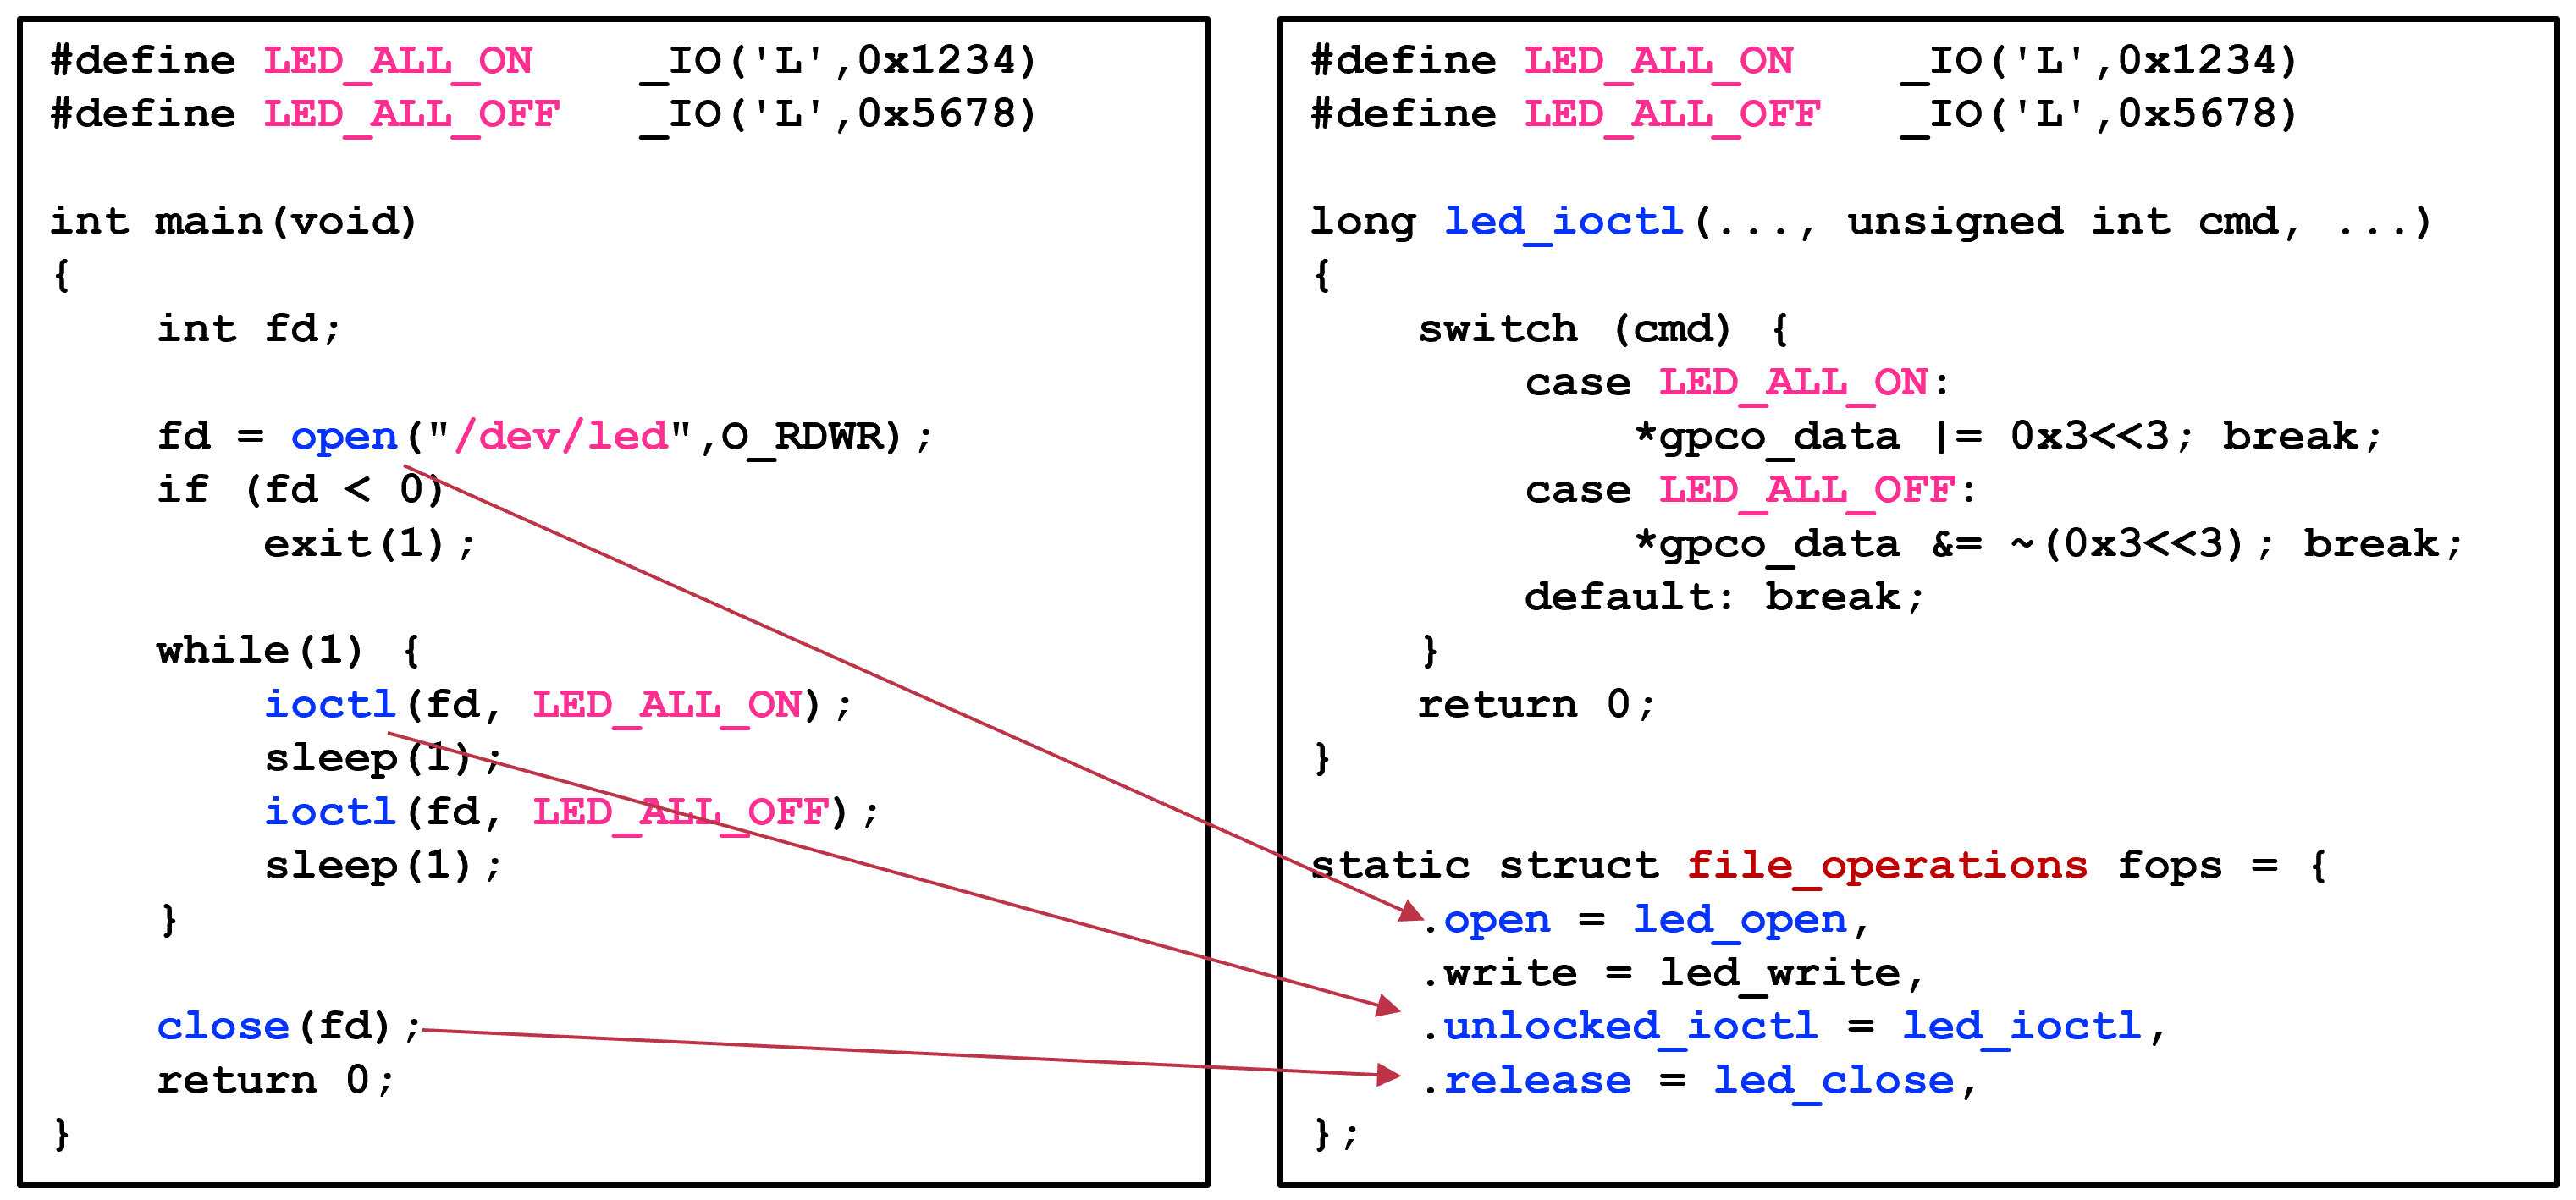 #define LED_ALL_ON    _IO('L',0x1234)
#define LED_ALL_OFF   _IO('L',0x5678)
int main(void)
{
    int fd;
    fd = open("/dev/led",O_RDWR);
    if (fd < 0)
        exit(1);
    while(1) {
        ioctl(fd, LED_ALL_ON);
        sleep(1);
        ioctl(fd, LED_ALL_OFF);
        sleep(1);
    }
    close(fd);
    return 0;
}
#define LED_ALL_ON    _IO('L',0x1234)
#define LED_ALL_OFF   _IO('L',0x5678)
long led_ioctl(..., unsigned int cmd, ...)
{
    switch (cmd) {
        case LED_ALL_ON:
            *gpco_data |= 0x3<<3; break;
        case LED_ALL_OFF:
            *gpco_data &= ~(0x3<<3); break;
        default: break;
    }
    return 0;
}
static struct file_operations fops = {
    .open = led_open,
    .write = led_write,
    .unlocked_ioctl = led_ioctl,
    .release = led_close,
};